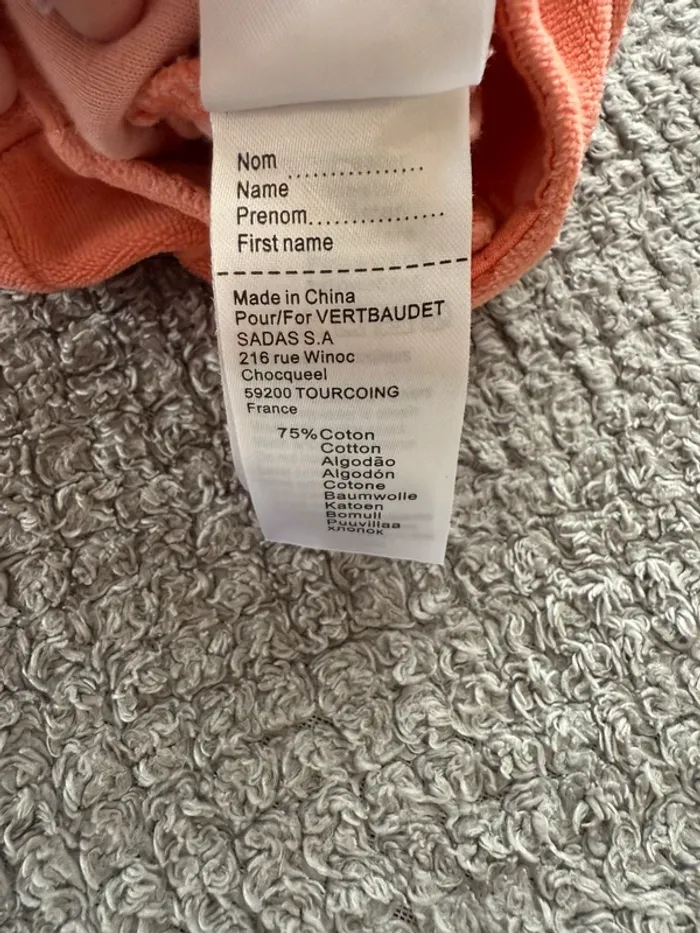 Nom ...............
Name
Prenom...............
First name
Made in China
Pour/For VERTBAUDET
SADAS S.A
216 rue Winoc
Chocqueel
59200 TOURCOING
France
75%Coton
Cotton
Algodão
Algodón
Cotone
Baumwolle
Katoen
Bomull
Puuvillaa
хлопок